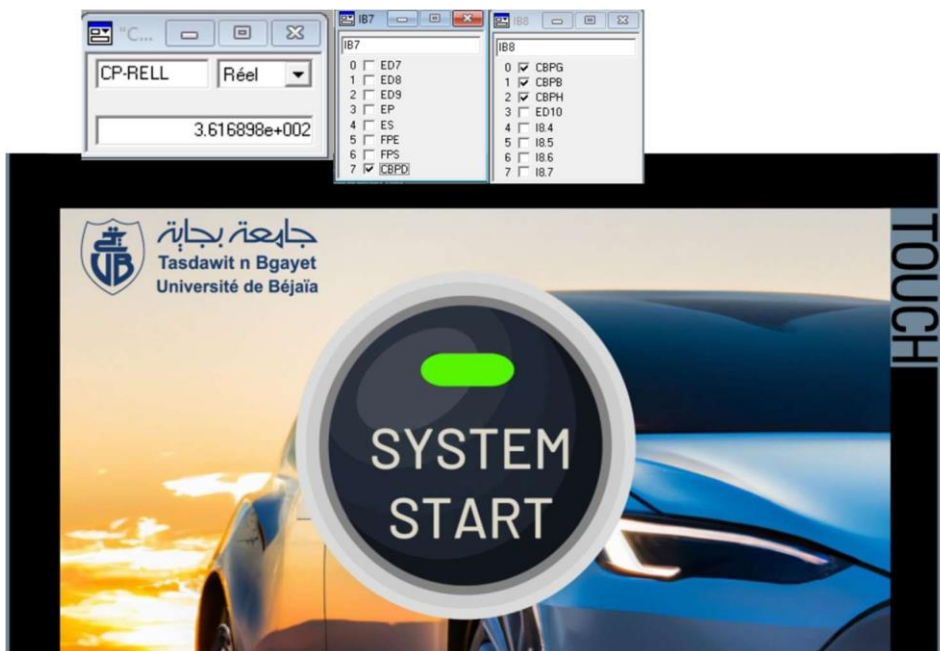 "C...
CP-RELL
Réel
3.616898e+002
IB7
IB7
0 ED7
1 ED8
2 ED9
3 EP
4 ES
5 FPE
6 FPS
7 CBPD
IB8
IB8
0 CBPG
1 CBPB
2 CBPH
3 ED10
4 I8.4
5 I8.5
6 I8.6
7 I8.7
جامعة بجاية
Tasdawit n Bgayet
Université de Béjaïa
UB
TOUCH
SYSTEM
START